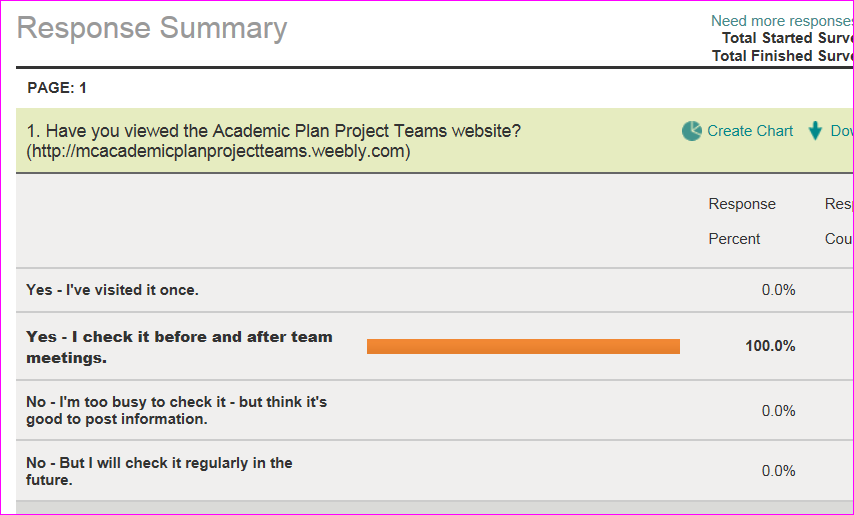 Response Summary
Need more responses
Total Started
Total Finished
PAGE: 1
1. Have you viewed the Academic Plan Project Teams website?
(http://mcacademicplanprojectteams.weebly.com)
Create Chart
Response
Percent
Yes - I've visited it once.
0.0%
Yes - I check it before and after team
meetings.
100.0%
No - I'm too busy to check it - but think it's
good to post information.
0.0%
No - But I will check it regularly in the
future.
0.0%